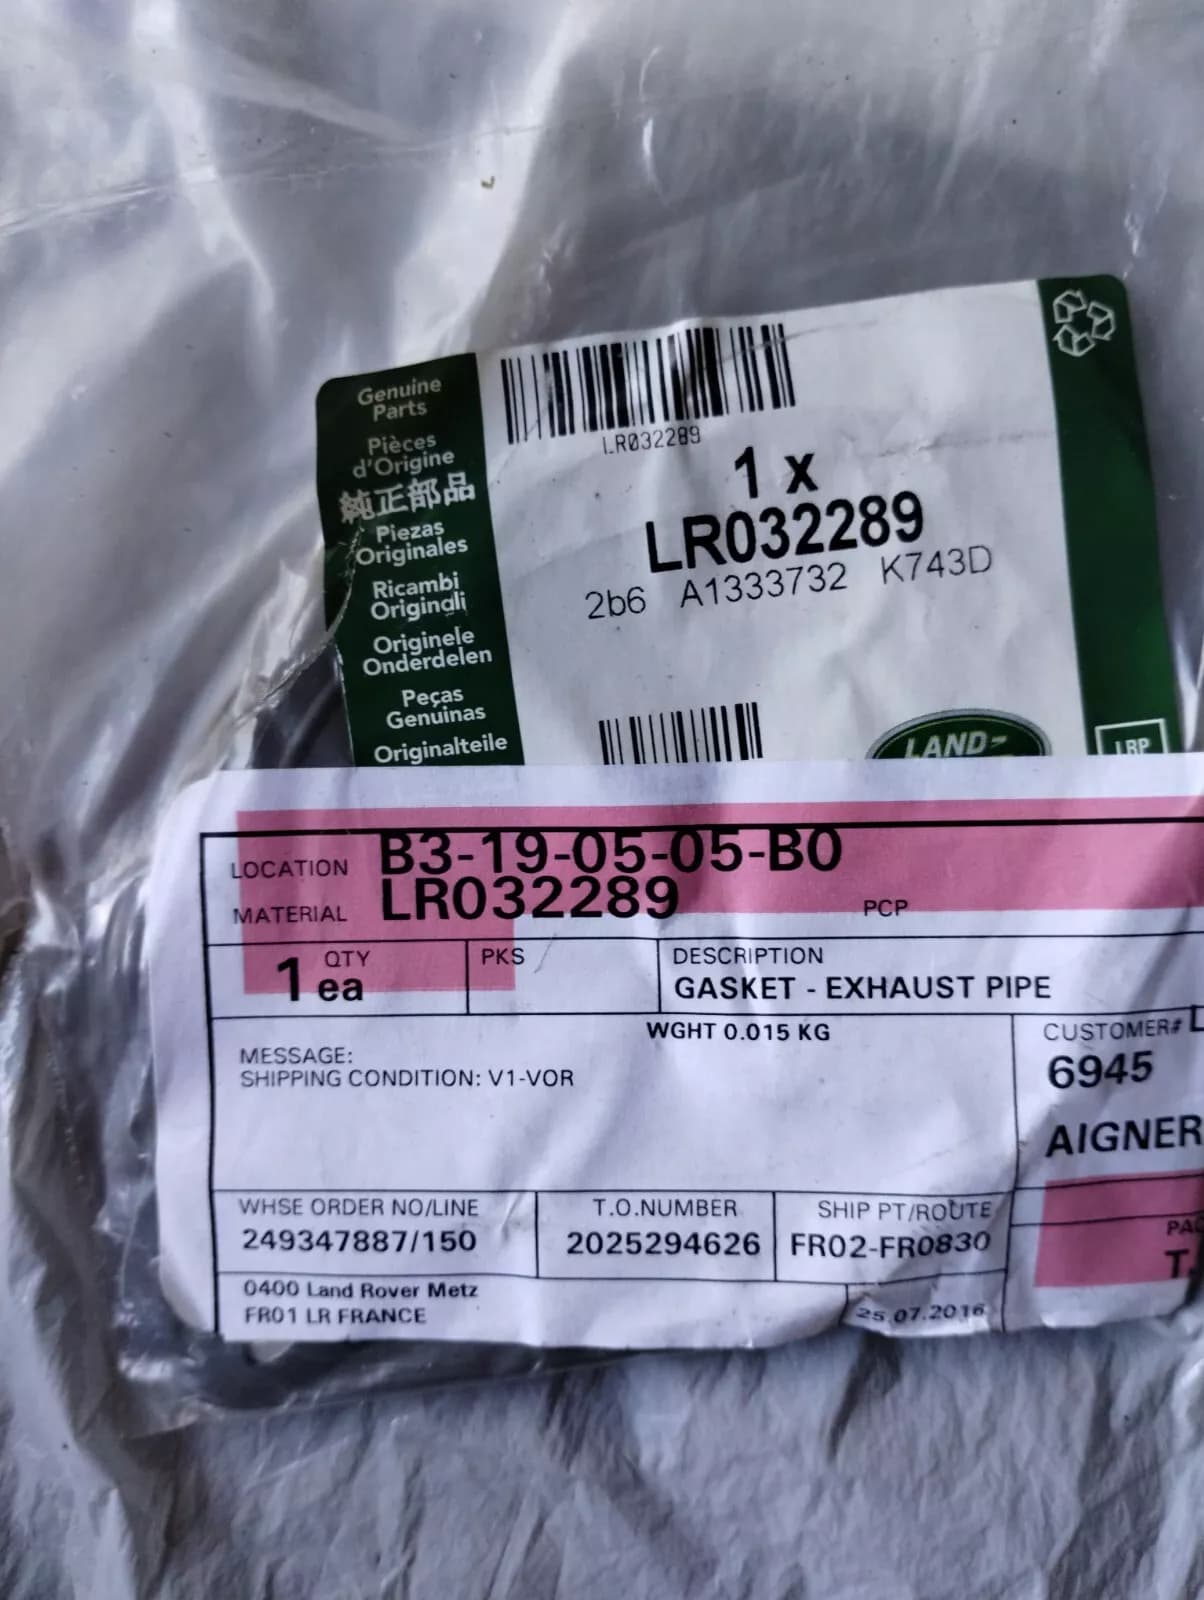 Genuine
Parts
Pièces
d'Origine
純正部品
Piezas
Originales
Ricambi
Originali
Originele
Onderdelen
Peças
Genuinas
Originalteile
LR032289
1 x
LR032289
2b6 A1333732 K743D
LAND-
LRP
LOCATION B3-19-05-05-B0
MATERIAL LR032289 PCP
QTY PKS DESCRIPTION
1 ea GASKET - EXHAUST PIPE
WGHT 0.015 KG
CUSTOMER#
MESSAGE:
SHIPPING CONDITION: V1-VOR
6945
AIGNER
WHSE ORDER NO/LINE T.O.NUMBER SHIP PT/ROUTE
249347887/150 2025294626 FR02-FR0830
0400 Land Rover Metz
FR01 LR FRANCE
25.07.2016